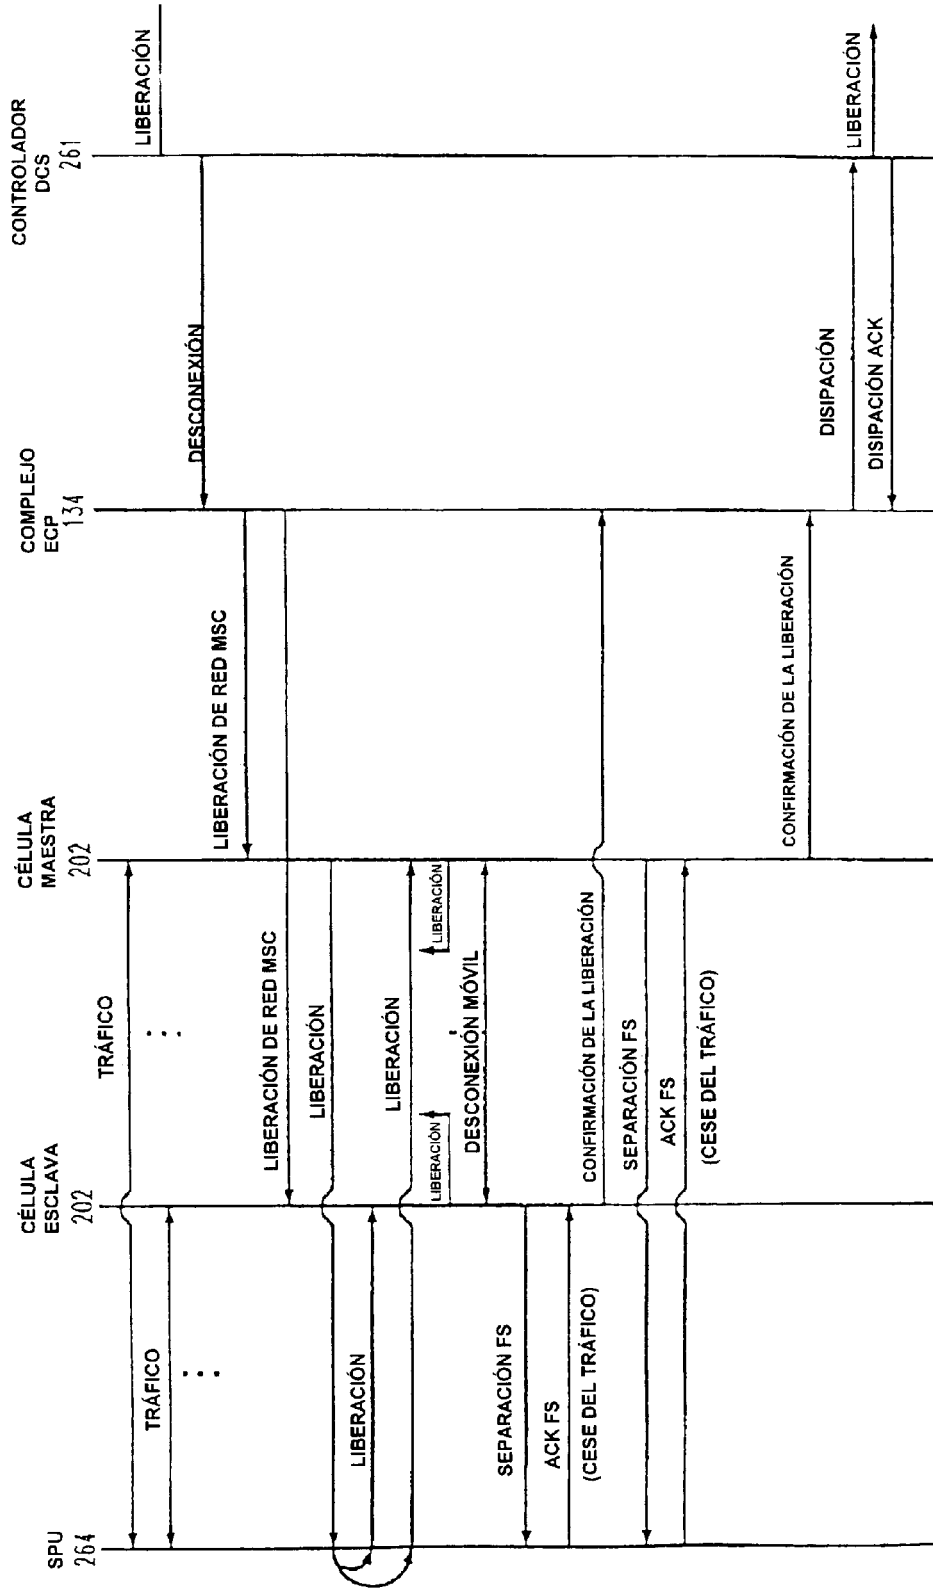 SPU
264
CÉLULA
ESCLAVA
202
CÉLULA
MAESTRA
202
COMPLEJO
ECP
134
CONTROLADOR
DCS
261
TRÁFICO
...
LIBERACIÓN
TRÁFICO
...
DESCONEXIÓN
LIBERACIÓN DE RED MSC
LIBERACIÓN DE RED MSC
LIBERACIÓN
LIBERACIÓN
LIBERACIÓN
LIBERACIÓN
LIBERACIÓN
DESCONEXIÓN MÓVIL
SEPARACIÓN FS
ACK FS
(CESE DEL TRÁFICO)
CONFIRMACIÓN DE LA LIBERACIÓN
SEPARACIÓN FS
ACK FS
(CESE DEL TRÁFICO)
CONFIRMACIÓN DE LA LIBERACIÓN
DISIPACIÓN
LIBERACIÓN
DISIPACIÓN ACK